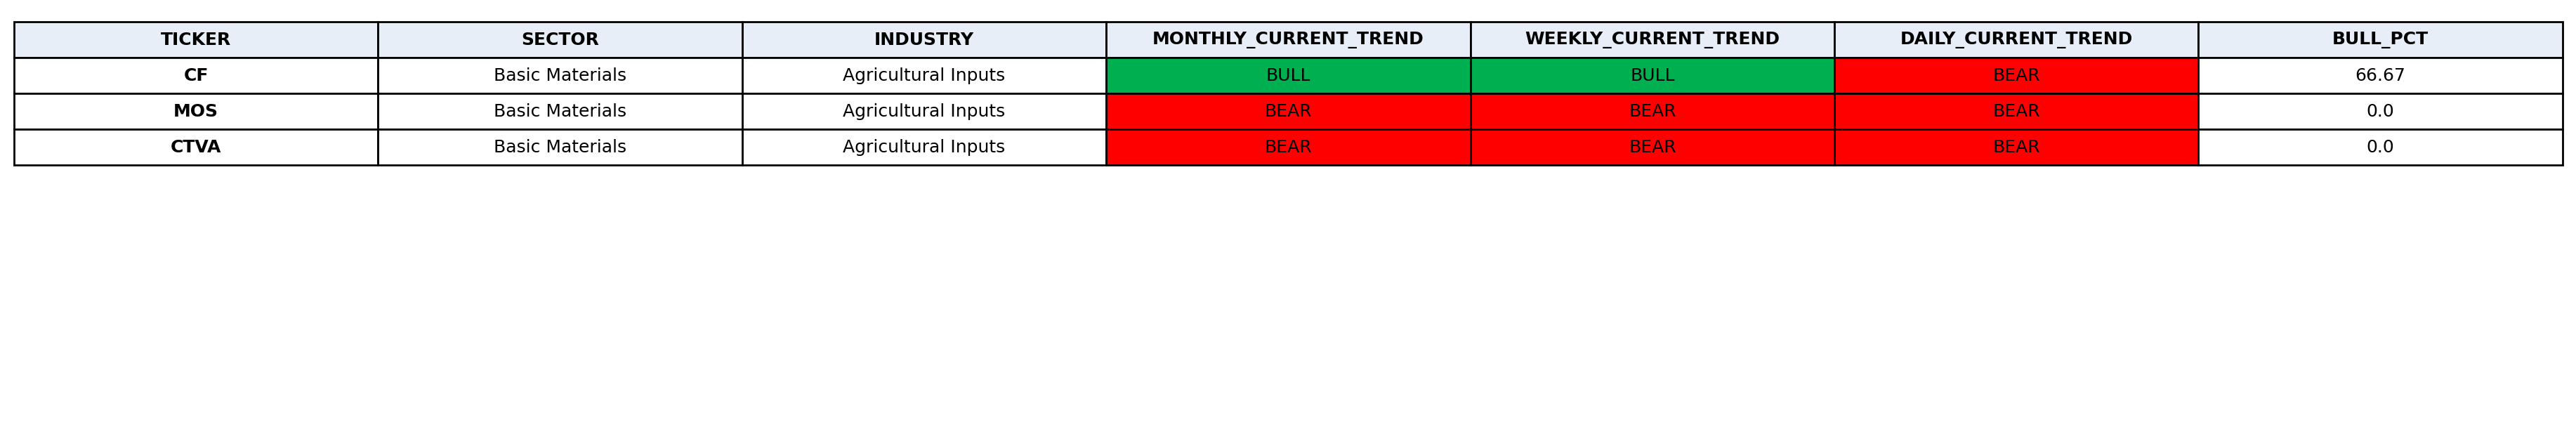 TICKER SECTOR INDUSTRY MONTHLY_CURRENT_TREND WEEKLY_CURRENT_TREND DAILY_CURRENT_TREND BULL_PCT
CF Basic Materials Agricultural Inputs BULL BULL BEAR 66.67
MOS Basic Materials Agricultural Inputs BEAR BEAR BEAR 0.0
CTVA Basic Materials Agricultural Inputs BEAR BEAR BEAR 0.0